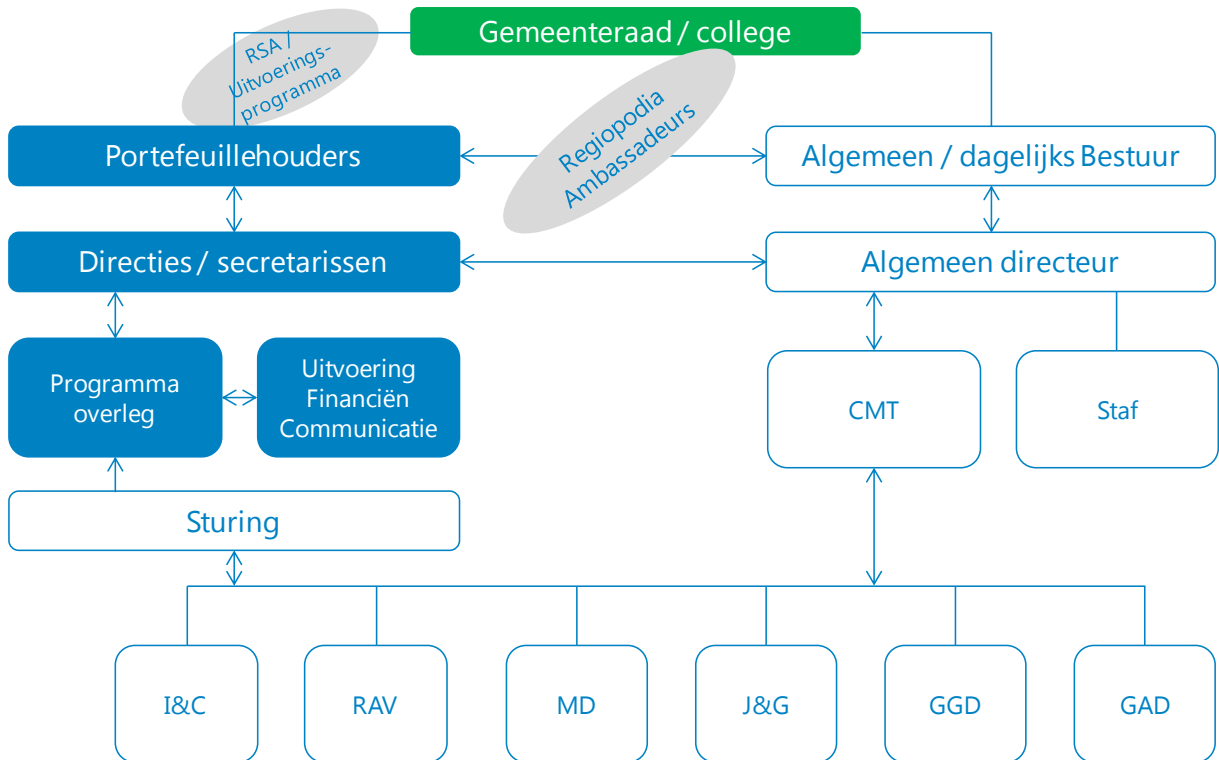 Gemeenteraad / college
RSA /
Uitvoerings-
programma
Regiopodia
Ambassadeurs
Portefeuillehouders
Algemeen / dagelijks Bestuur
Directies / secretarissen
Algemeen directeur
Programma
overleg
Uitvoering
Financiën
Communicatie
CMT
Staf
Sturing
I&C
RAV
MD
J&G
GGD
GAD